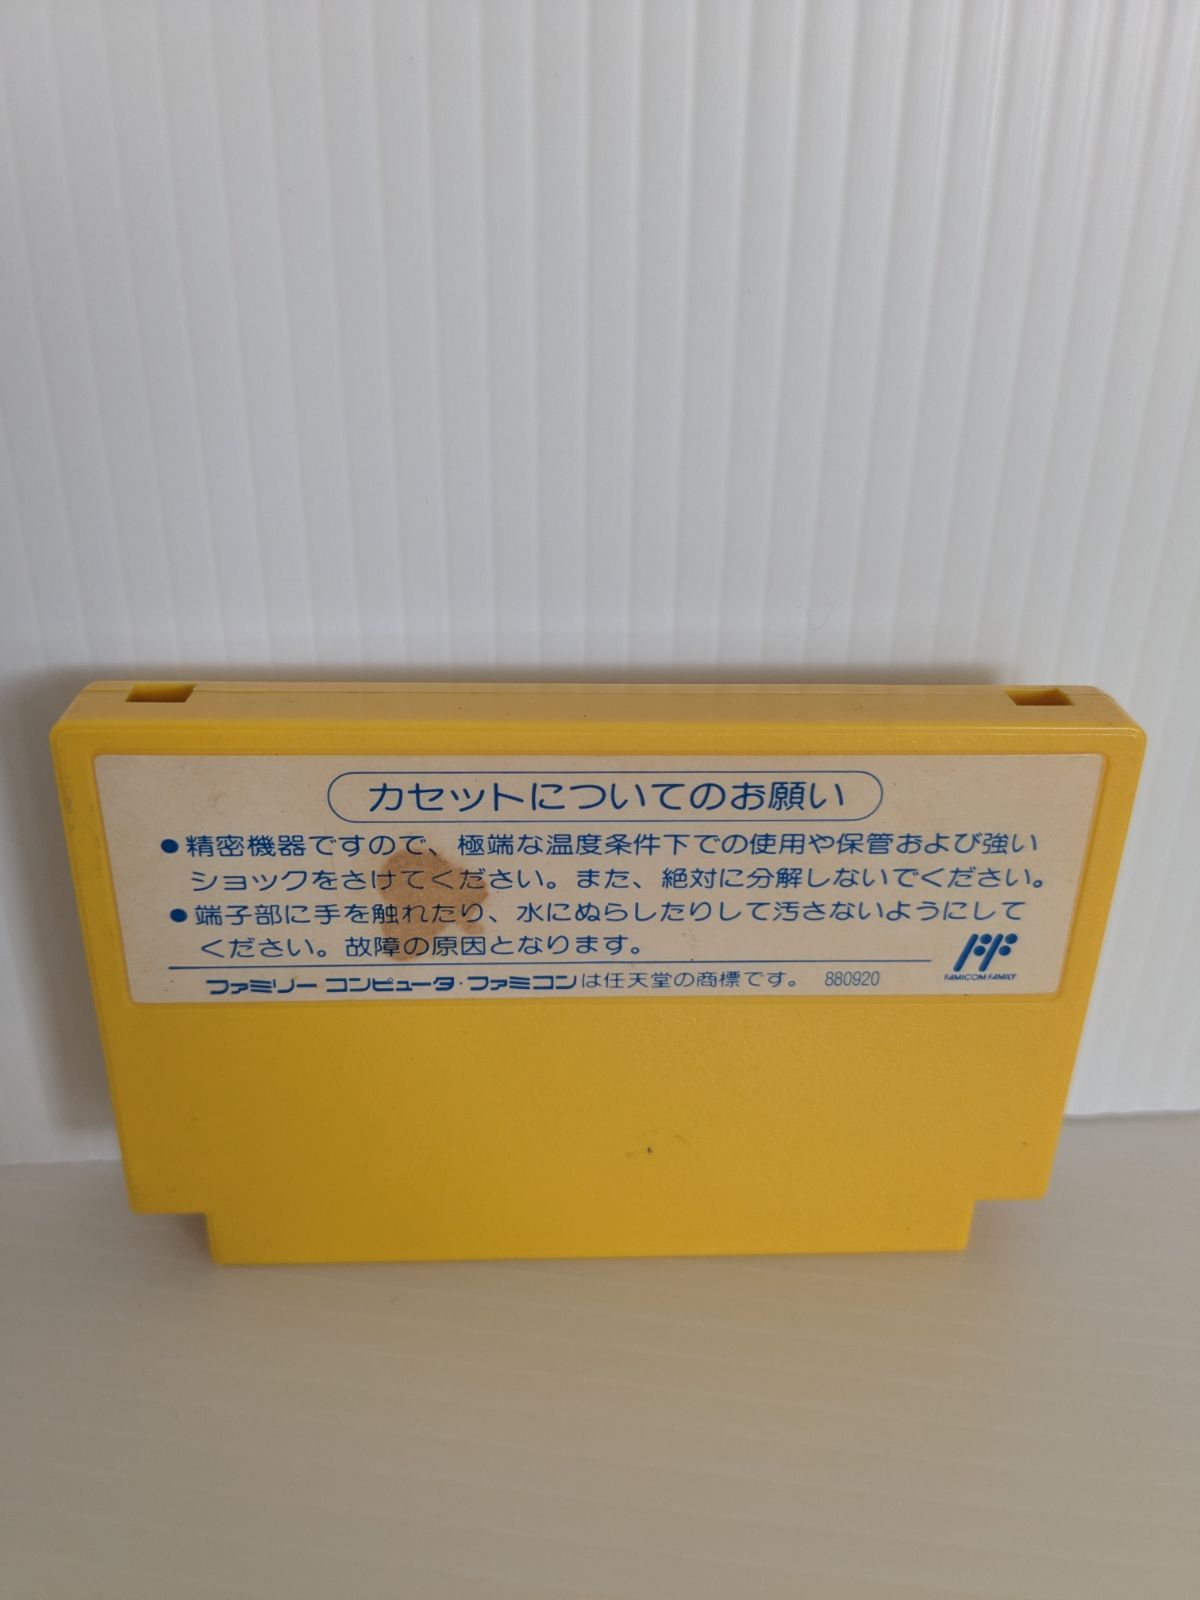 カセットについてのお願い
●精密機器ですので、極端な温度条件下での使用や保管および強い
ショックをさけてください。また、絶対に分解しないでください。
●端子部に手を触れたり、水にぬらしたりして汚さないようにして
ください。故障の原因となります。
ファミリー コンピュータ・ファミコンは任天堂の商標です。 880920
FAMICOM FAMILY